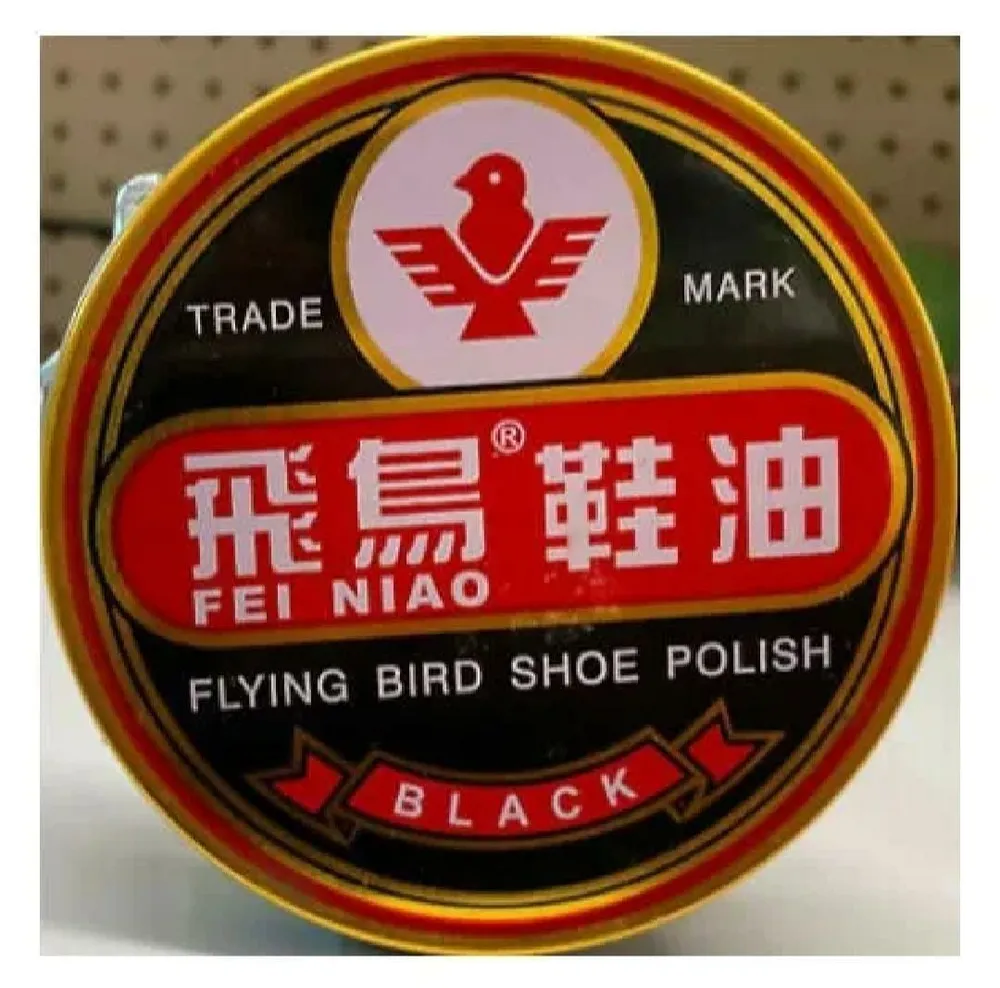 TRADE MARK
飛鳥® 鞋油
FEI NIAO
FLYING BIRD SHOE POLISH
BLACK